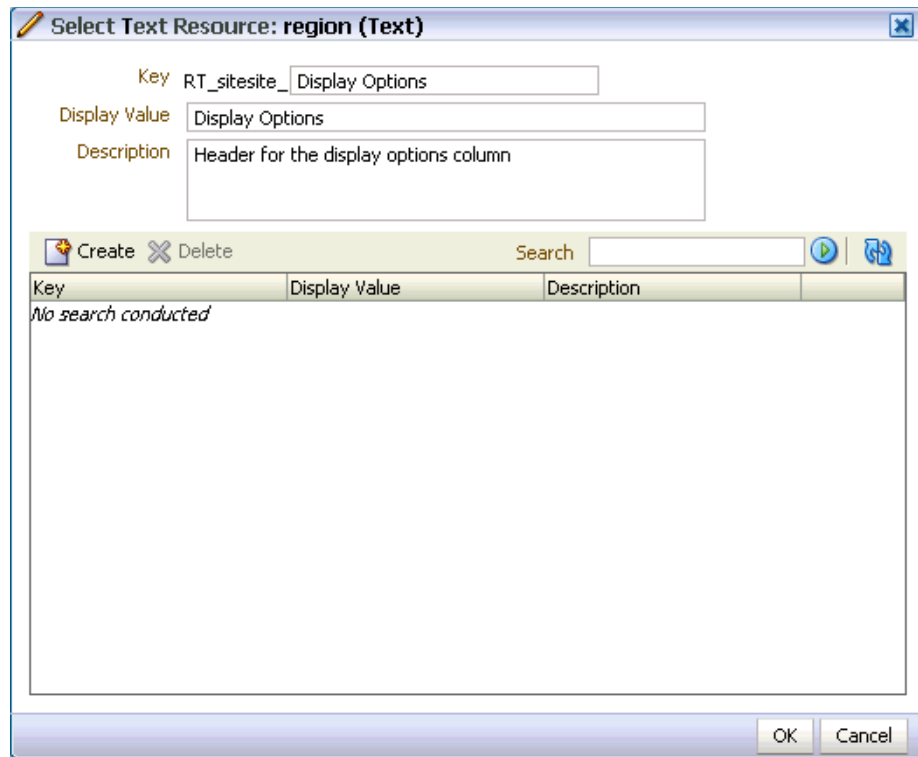 Select Text Resource: region (Text)
Key RT_sitesite_ Display Options
Display Value Display Options
Description Header for the display options column
Create Delete Search
Key Display Value Description
No search conducted
OK Cancel